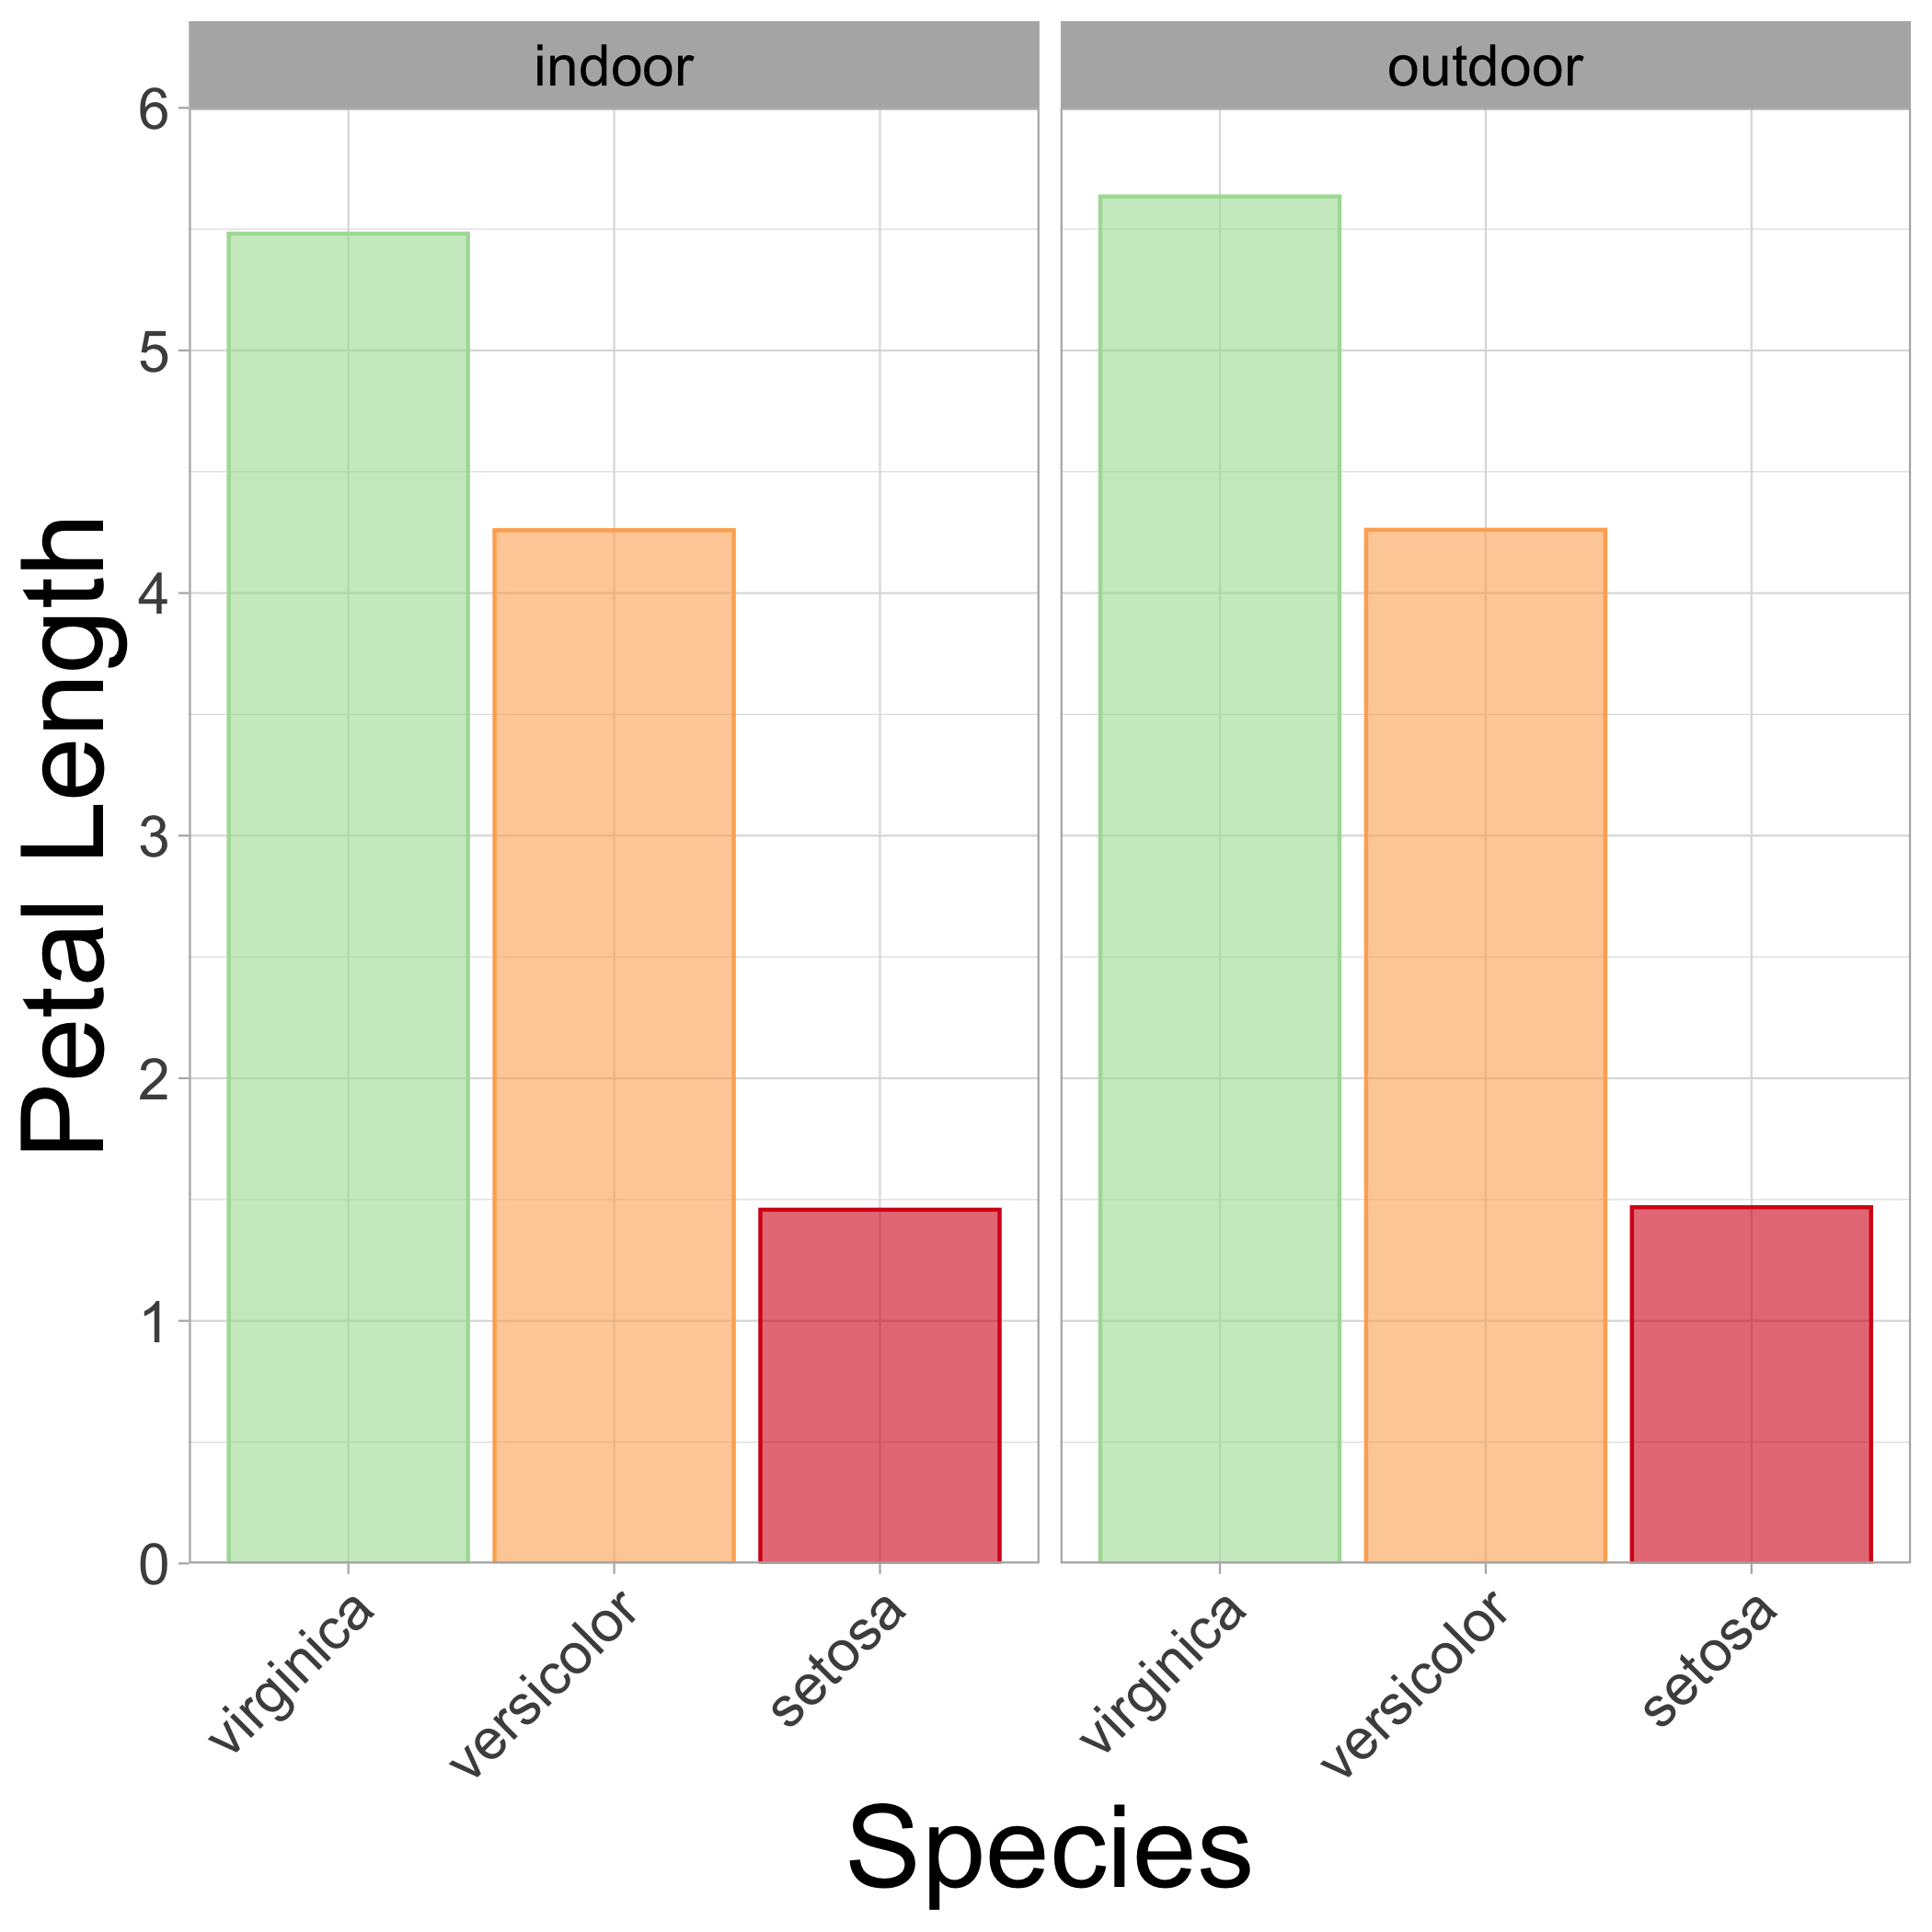 indoor
outdoor
Petal Length
6
5
4
3
2
1
0
virginica
versicolor
setosa
virginica
versicolor
setosa
Species